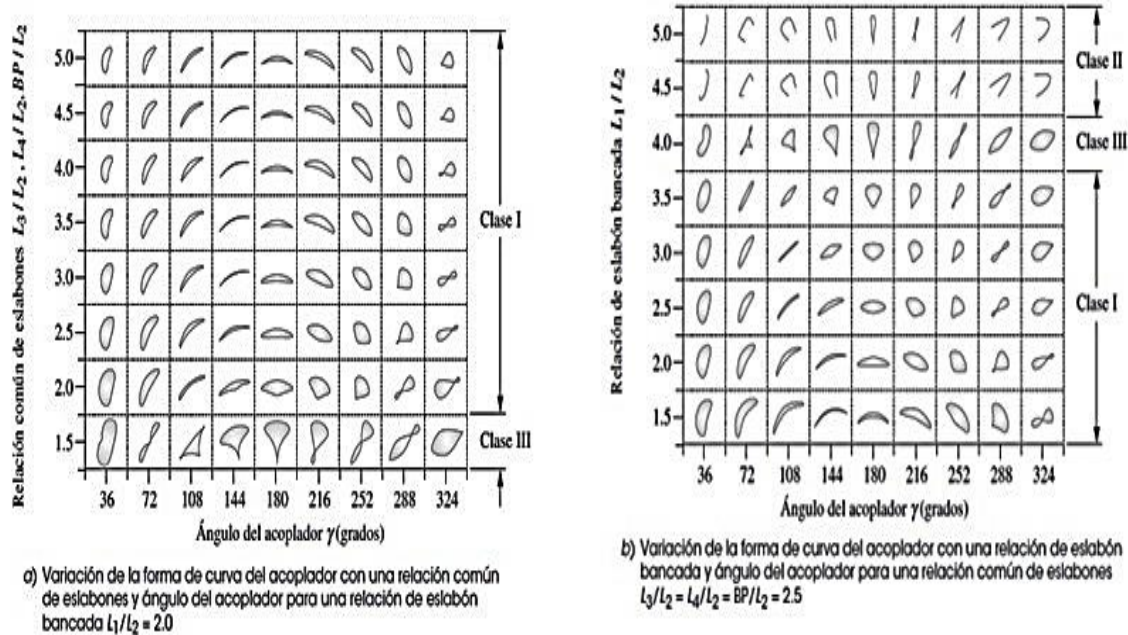 Relación común de eslabones L₃/L₂, L₄/L₂, BP/L₂
5.0
4.5
4.0
3.5
3.0
2.5
2.0
1.5
Clase I
Clase III
36 72 108 144 180 216 252 288 324
Ángulo del acoplador γ(grados)
a) Variación de la forma de curva del acoplador con una relación común
de eslabones y ángulo del acoplador para una relación de eslabón
bancada L₁/L₂ = 2.0
Relación de eslabón bancada L₁/L₂
5.0
4.5
4.0
3.5
3.0
2.5
2.0
1.5
Clase II
Clase III
Clase I
36 72 108 144 180 216 252 288 324
Ángulo del acoplador γ(grados)
b) Variación de la forma de curva del acoplador con una relación de eslabón
bancada y ángulo del acoplador para una relación común de eslabones
L₃/L₂ = L₄/L₂ = BP/L₂ = 2.5